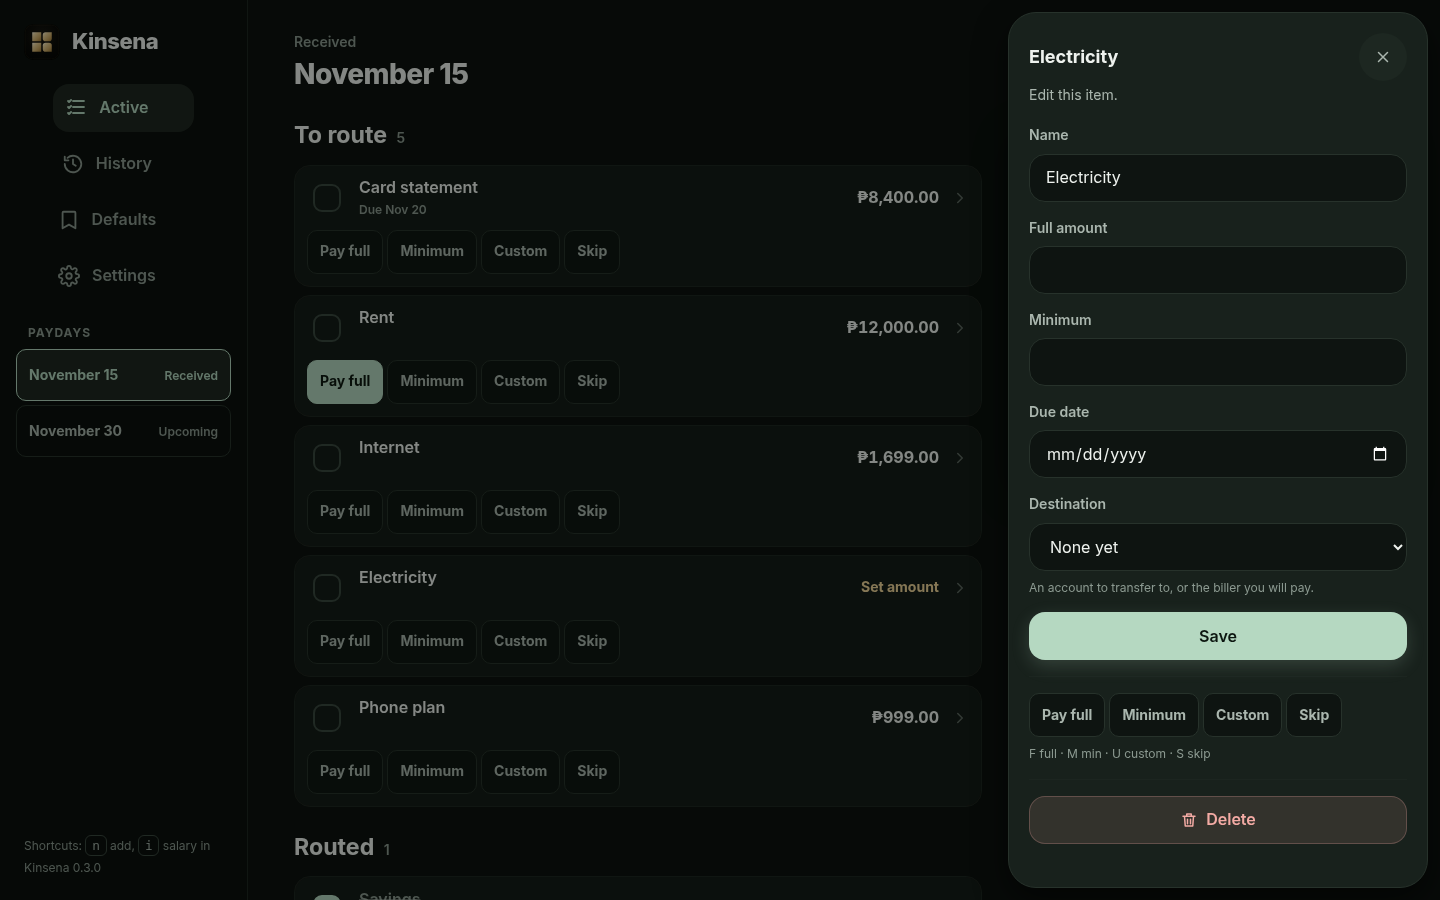 Kinsena
Active
History
Defaults
Settings
PAYDAYS
November 15 Received
November 30 Upcoming
Shortcuts: n add, i salary in
Kinsena 0.3.0
Received
November 15
To route 5
Card statement
Due Nov 20
₱8,400.00
Pay full Minimum Custom Skip
Rent
₱12,000.00
Pay full Minimum Custom Skip
Internet
₱1,699.00
Pay full Minimum Custom Skip
Electricity
Set amount
Pay full Minimum Custom Skip
Phone plan
₱999.00
Pay full Minimum Custom Skip
Routed 1
Savings
Electricity
Edit this item.
Name
Electricity
Full amount
Minimum
Due date
mm/dd/yyyy
Destination
None yet
An account to transfer to, or the biller you will pay.
Save
Pay full Minimum Custom Skip
F full · M min · U custom · S skip
Delete